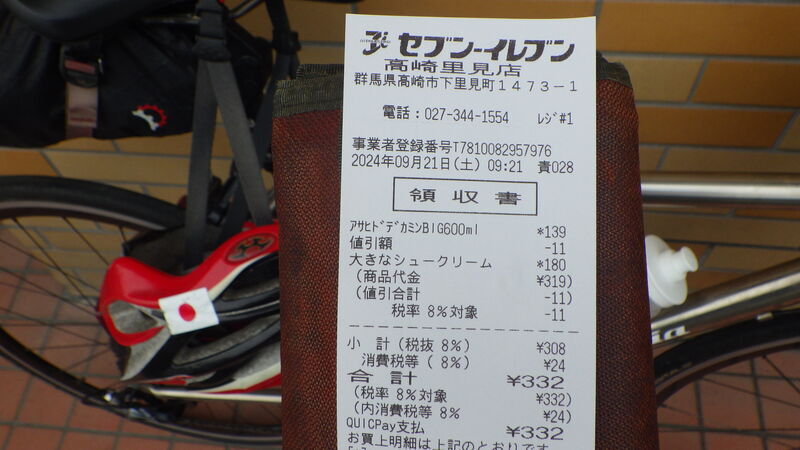 セブン-イレブン
高崎里見店
群馬県高崎市下里見町１４７３－１
電話：027-344-1554　ﾚｼﾞ#1
事業者登録番号T7810082957976
2024年09月21日(土) 09:21　責028
領収書
ｱｻﾋﾄﾞﾃﾞｶﾐﾝBIG600ml　*139
値引額　-11
大きなシュークリーム　*180
(商品代金　¥319)
(値引合計　-11)
税率 8％対象　-11
小　計(税抜 8％)　¥308
消費税等( 8％)　¥24
合計　¥332
(税率 8％対象　¥332)
(内消費税等 8％　¥24)
QUICPay支払　¥332
お買上明細は上記のとおりです